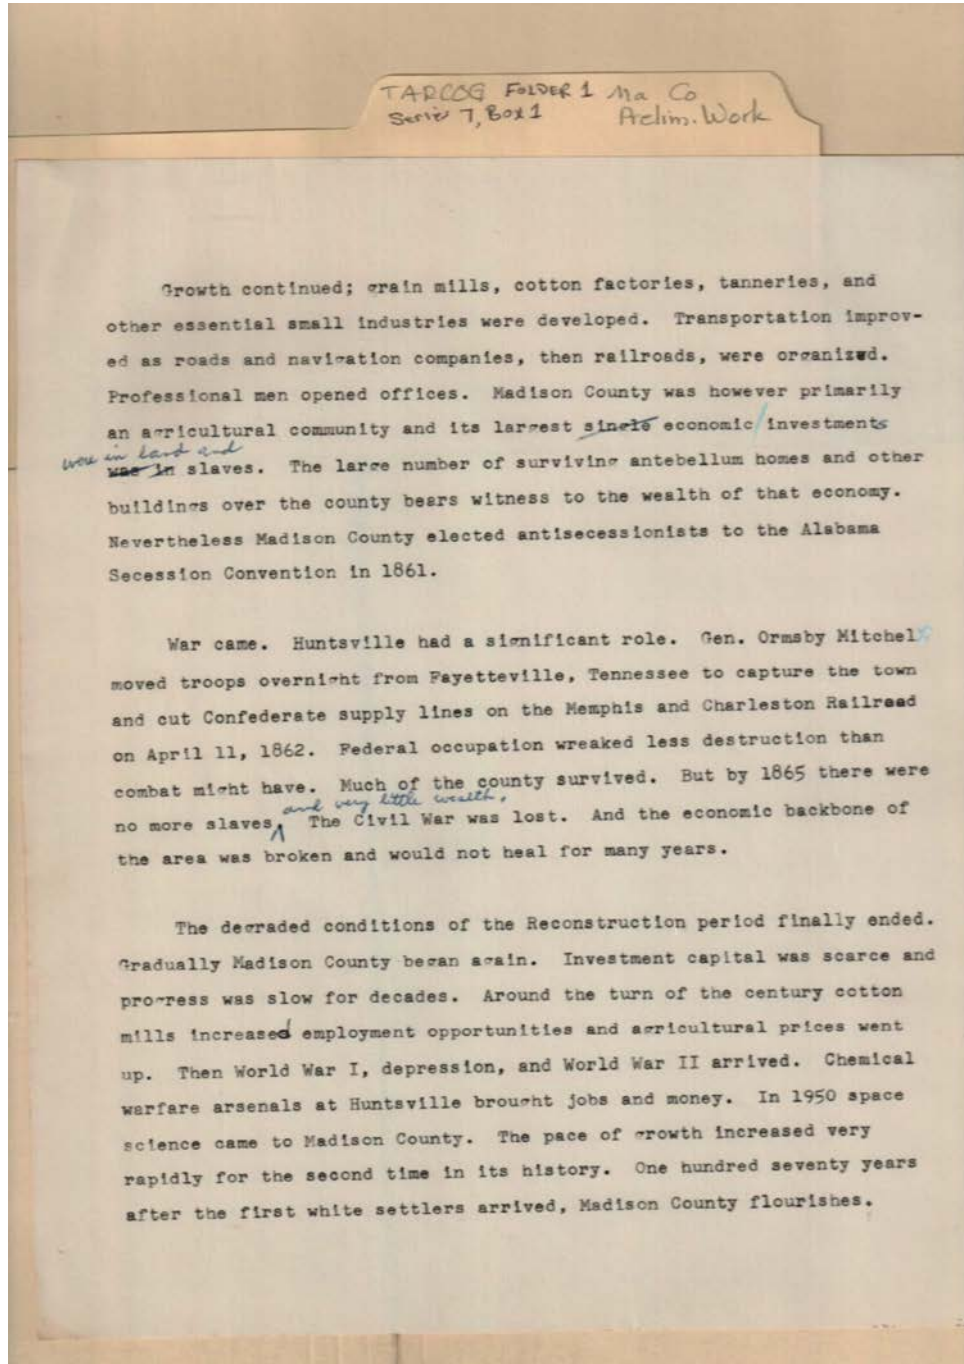 TARCOG FOLDER 1 Ma Co
Series 7, Box 1 Prelim. Work
Growth continued; grain mills, cotton factories, tanneries, and
other essential small industries were developed. Transportation improv-
ed as roads and navigation companies, then railroads, were organized.
Professional men opened offices. Madison County was however primarily
an agricultural community and its largest single economic investments
were in land and
was in slaves. The large number of surviving antebellum homes and other
buildings over the county bears witness to the wealth of that economy.
Nevertheless Madison County elected antisecessionists to the Alabama
Secession Convention in 1861.
War came. Huntsville had a significant role. Gen. Ormsby Mitchel
moved troops overnight from Fayetteville, Tennessee to capture the town
and cut Confederate supply lines on the Memphis and Charleston Railroad
on April 11, 1862. Federal occupation wreaked less destruction than
combat might have. Much of the county survived. But by 1865 there were
and very little wealth.
no more slaves, The Civil War was lost. And the economic backbone of
the area was broken and would not heal for many years.
The degraded conditions of the Reconstruction period finally ended.
Gradually Madison County began again. Investment capital was scarce and
progress was slow for decades. Around the turn of the century cotton
mills increased employment opportunities and agricultural prices went
up. Then World War I, depression, and World War II arrived. Chemical
warfare arsenals at Huntsville brought jobs and money. In 1950 space
science came to Madison County. The pace of growth increased very
rapidly for the second time in its history. One hundred seventy years
after the first white settlers arrived, Madison County flourishes.